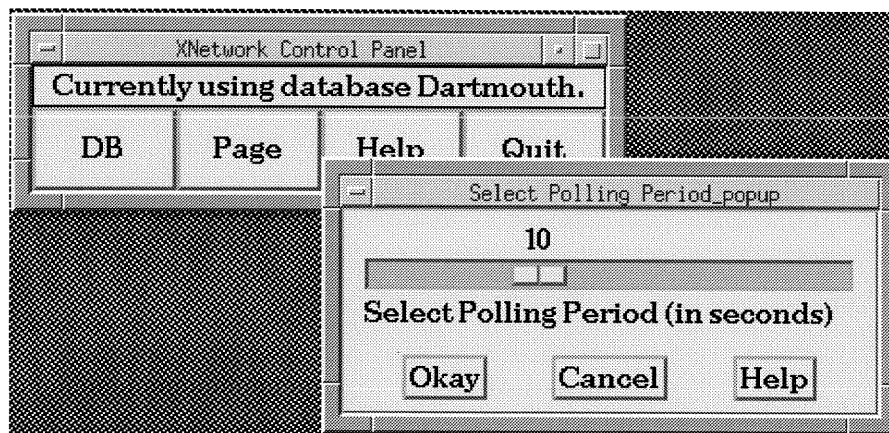 XNetwork Control Panel
Currently using database Dartmouth.
DB Page Help Quit
Select Polling Period_popup
10
Select Polling Period (in seconds)
Okay Cancel Help